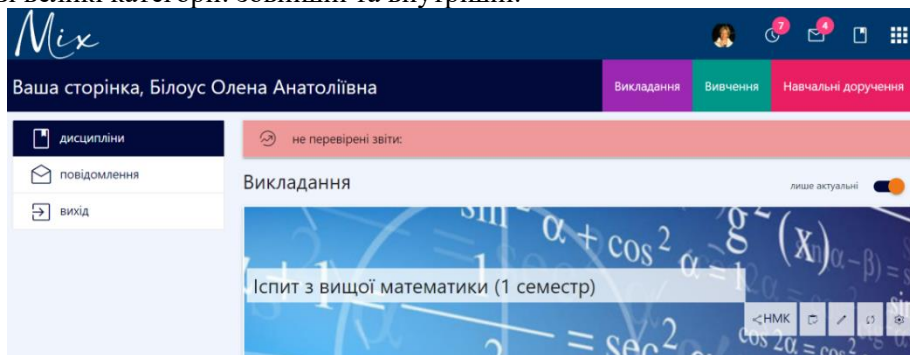 Mix
7
9
Ваша сторінка, Білоус Олена Анатоліївна
Викладання
Вивчення
Навчальні доручення
дисципліни
не перевірені звіти:
повідомлення
Викладання
лише актуальні
вихід
Іспит з вищої математики (1 семестр)
НМК